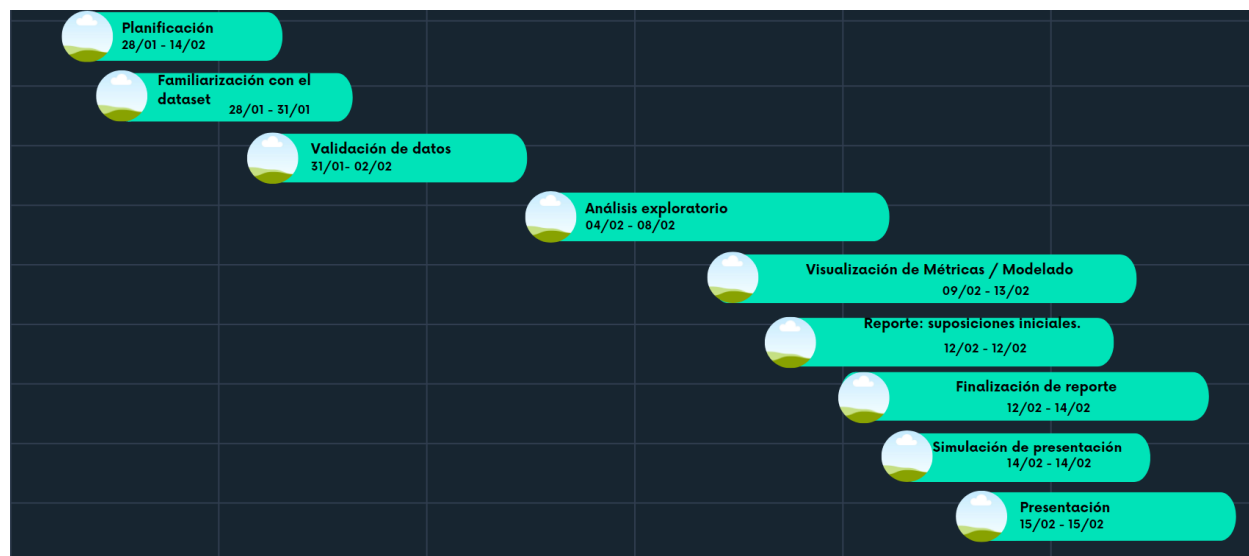 Planificación
28/01 - 14/02
Familiarización con el
dataset
28/01 - 31/01
Validación de datos
31/01- 02/02
Análisis exploratorio
04/02 - 08/02
Visualización de Métricas / Modelado
09/02 - 13/02
Reporte: suposiciones iniciales.
12/02 - 12/02
Finalización de reporte
12/02 - 14/02
Simulación de presentación
14/02 - 14/02
Presentación
15/02 - 15/02